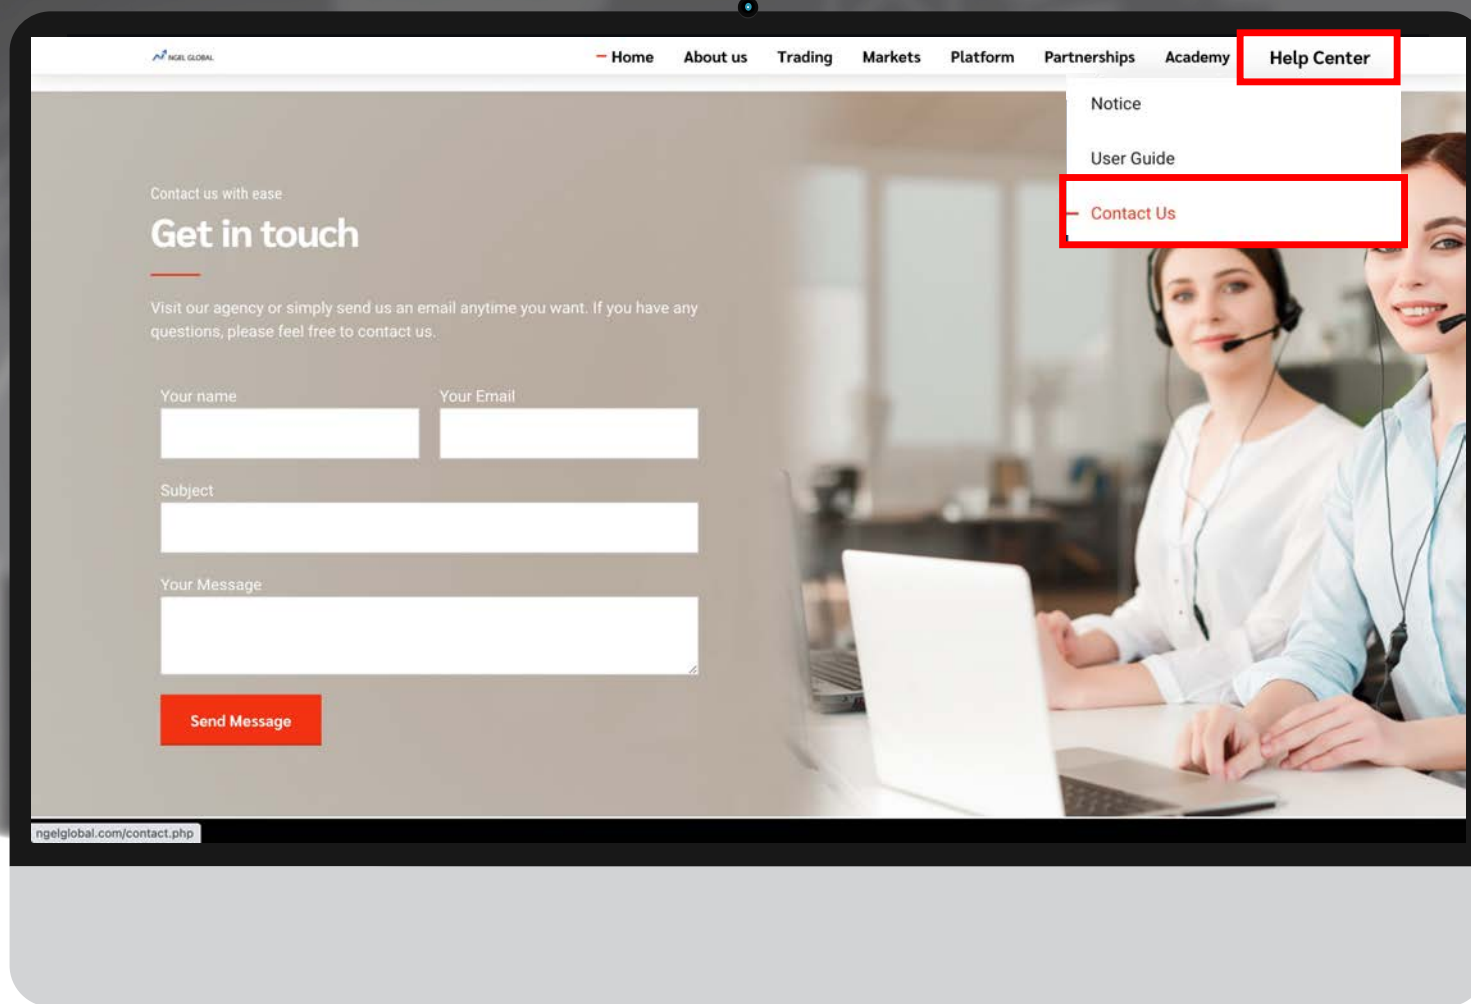 NGEL GLOBAL
Home
About us
Trading
Markets
Platform
Partnerships
Academy
Help Center
Notice
User Guide
Contact Us
Contact us with ease
Get in touch
Visit our agency or simply send us an email anytime you want. If you have any
questions, please feel free to contact us.
Your name
Your Email
Subject
Your Message
Send Message
ngelglobal.com/contact.php